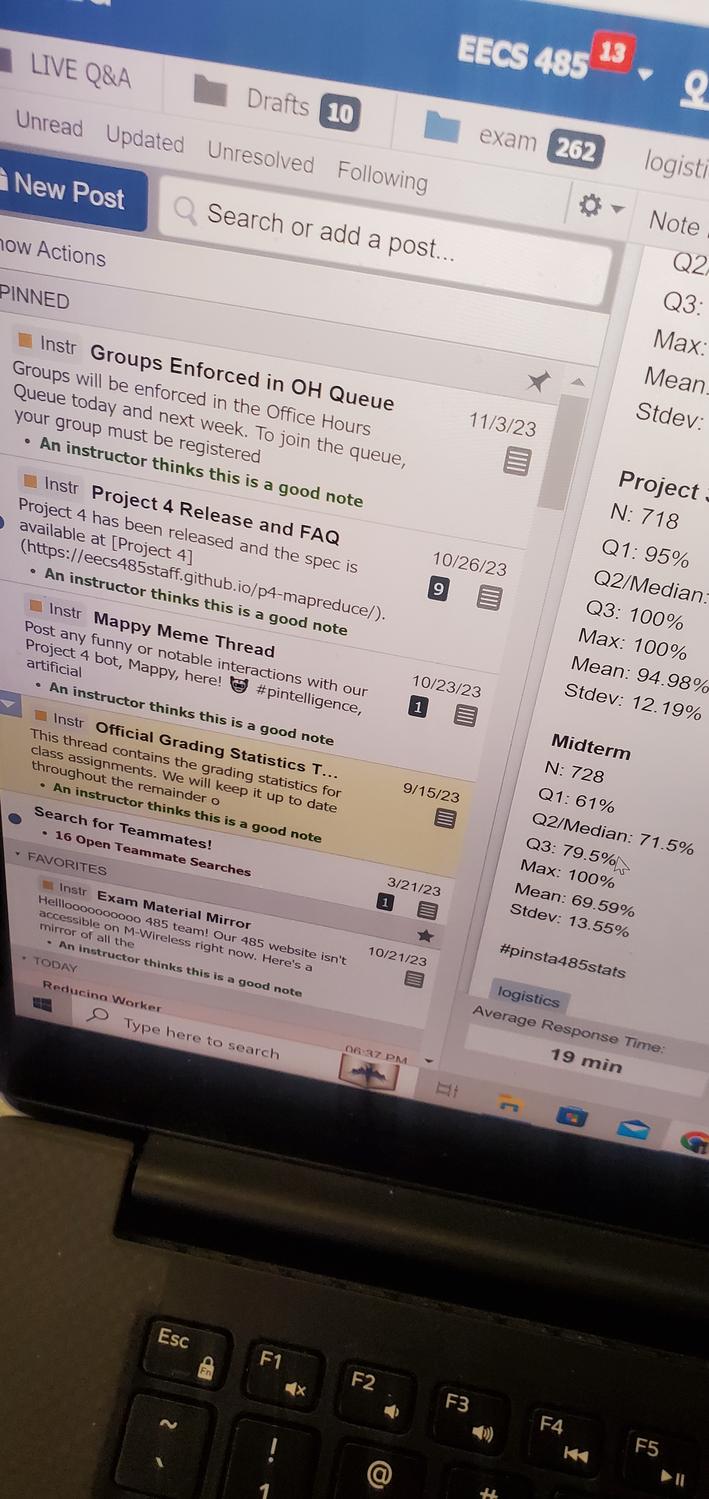 EECS 485 13
LIVE Q&A
Drafts 10
exam 262
Unread Updated Unresolved Following
New Post
Search or add a post...
Note
Actions
PINNED
Instr Groups Enforced in OH Queue
Groups will be enforced in the Office Hours
Queue today and next week. To join the queue,
your group must be registered
11/3/23
• An instructor thinks this is a good note
Instr Project 4 Release and FAQ
Project 4 has been released and the spec is
available at [Project 4]
(https://eecs485staff.github.io/p4-mapreduce/).
10/26/23
9
• An instructor thinks this is a good note
Instr Mappy Meme Thread
Post any funny or notable interactions with our
Project 4 bot, Mappy, here! 😈 #pintelligence,
artificial
10/23/23
1
• An instructor thinks this is a good note
Instr Official Grading Statistics T...
This thread contains the grading statistics for
class assignments. We will keep it up to date
throughout the remainder o
9/15/23
• An instructor thinks this is a good note
Search for Teammates!
• 16 Open Teammate Searches
3/21/23
1
FAVORITES
Instr Exam Material Mirror
Hellloooooooooo 485 team! Our 485 website isn't
accessible on M-Wireless right now. Here's a
mirror of all the
10/21/23
• An instructor thinks this is a good note
TODAY
Reducing Worker
06:37 PM
Q2/
Q3:
Max:
Mean:
Stdev:
Project
N: 718
Q1: 95%
Q2/Median:
Q3: 100%
Max: 100%
Mean: 94.98%
Stdev: 12.19%
Midterm
N: 728
Q1: 61%
Q2/Median: 71.5%
Q3: 79.5%
Max: 100%
Mean: 69.59%
Stdev: 13.55%
#pinsta485stats
logistics
Average Response Time:
19 min
Type here to search
Esc F1 F2 F3 F4 F5
Fn
~ ! @ #
` 1